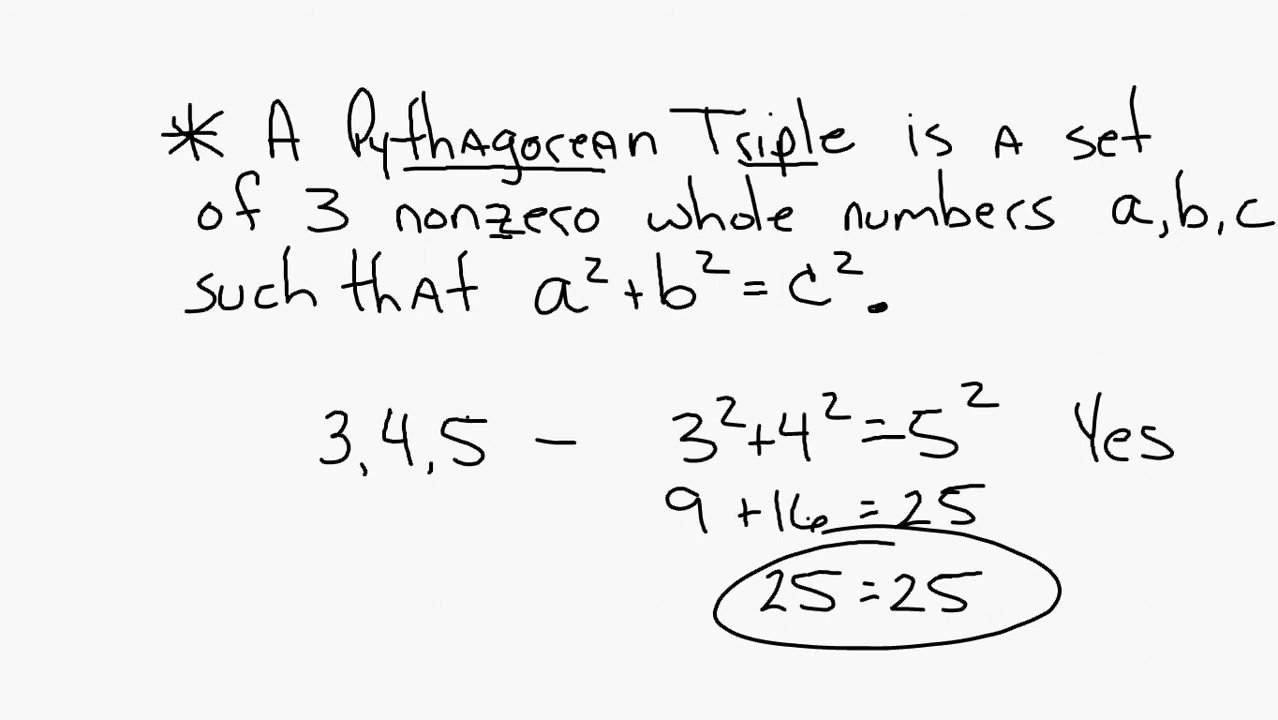 * A Pythagorean Triple is a set
of 3 nonzero whole numbers a, b, c
such that a² + b² = c².
3, 4, 5 – 3² + 4² = 5² Yes
9 + 16 = 25
25 = 25